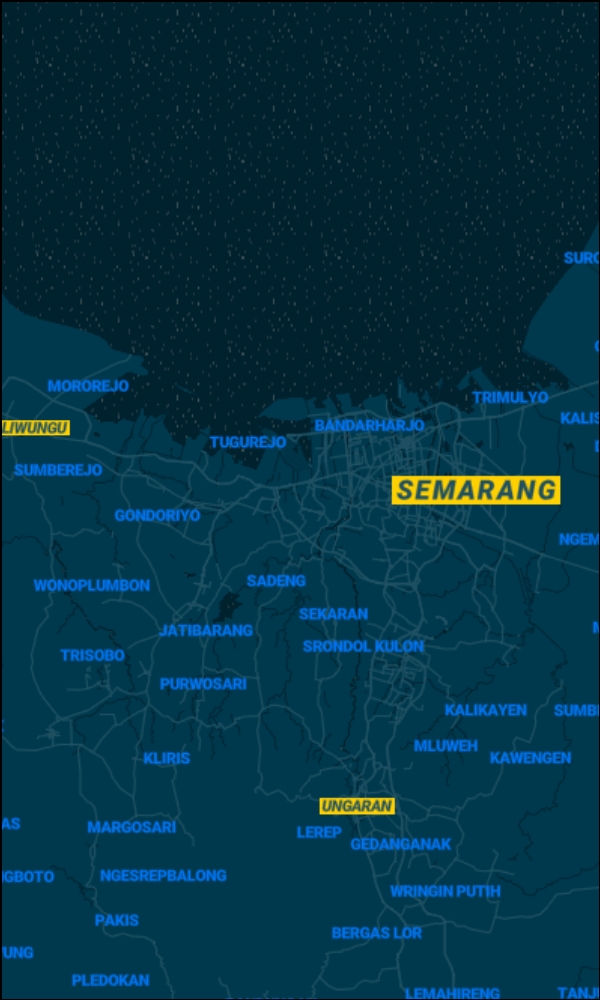 SURO
MOROREJO
TRIMULYO
KALIS
LIWUNGU
BANDARHARJO
TUGUREJO
SUMBEREJO
SEMARANG
GONDORIYO
NGEM
SADENG
WONOPLUMBON
SEKARAN
JATIBARANG
SRONDOL KULON
TRISOBO
PURWOSARI
KALIKAYEN
SUMBE
MLUWEH
KLIRIS
KAWENGEN
UNGARAN
AS
MARGOSARI
LEREP
GEDANGANAK
NGESREPBALONG
GBOTO
WRINGIN PUTIH
PAKIS
BERGAS LOR
UNG
PLEDOKAN
LEMAHIRENG
TANJ